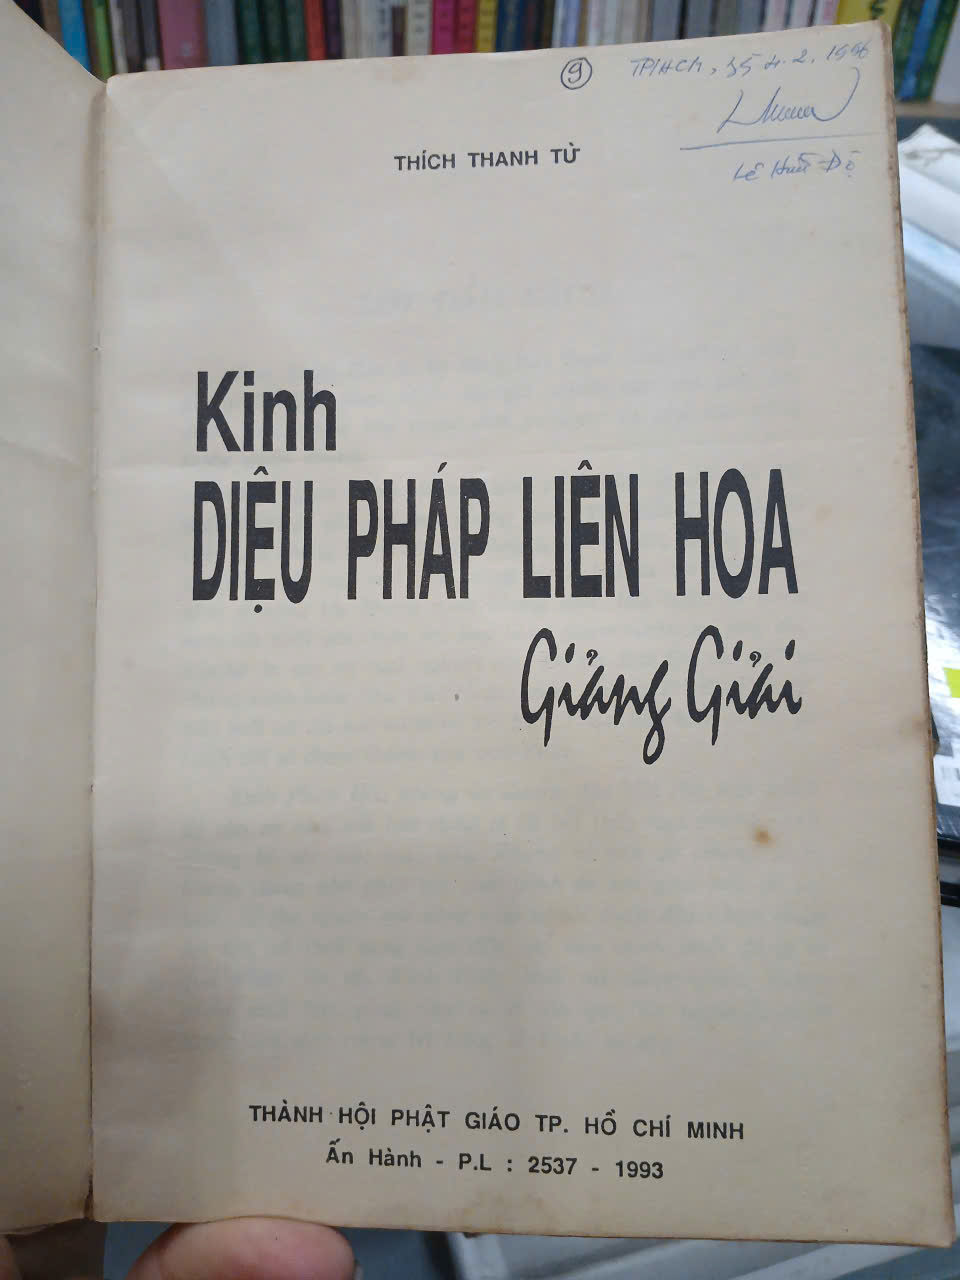 9
TPHCM, 4.2.1996
Lê Hữu Độ
THÍCH THANH TỪ
Kinh
DIỆU PHÁP LIÊN HOA
Giảng Giải
THÀNH HỘI PHẬT GIÁO TP. HỒ CHÍ MINH
Ấn Hành - P.L : 2537 - 1993